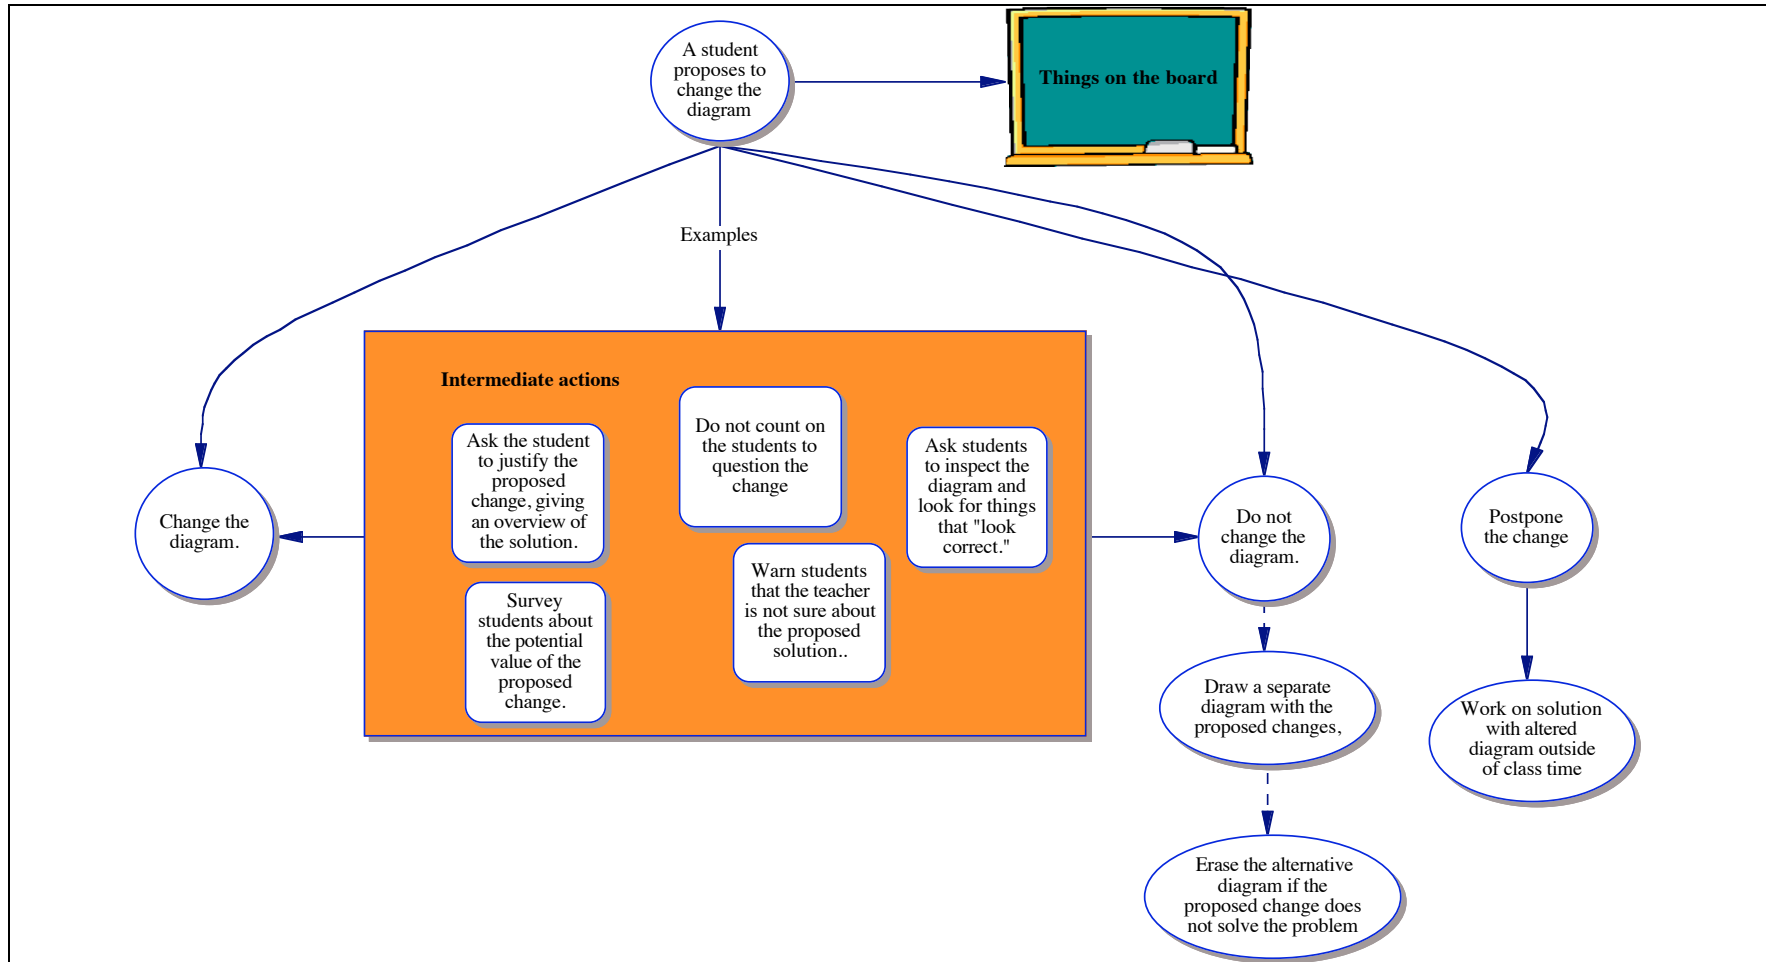 A student
proposes to
change the
diagram
Things on the board
Examples
Intermediate actions
Ask the student
to justify the
proposed
change, giving
an overview of
the solution.
Do not count on
the students to
question the
change
Ask students
to inspect the
diagram and
look for things
that "look
correct."
Survey
students about
the potential
value of the
proposed
change.
Warn students
that the teacher
is not sure about
the proposed
solution..
Change the
diagram.
Do not
change the
diagram.
Postpone
the change
Draw a separate
diagram with the
proposed changes,
Work on solution
with altered
diagram outside
of class time
Erase the alternative
diagram if the
proposed change does
not solve the problem